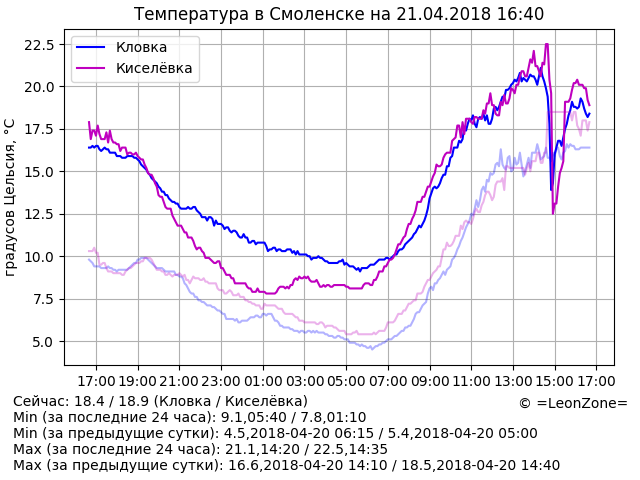 Температура в Смоленске на 21.04.2018 16:40
градусов Цельсия, °C
22.5
20.0
17.5
15.0
12.5
10.0
7.5
5.0
Кловка
Киселёвка
17:00 19:00 21:00 23:00 01:00 03:00 05:00 07:00 09:00 11:00 13:00 15:00 17:00
Сейчас: 18.4 / 18.9 (Кловка / Киселёвка)
© =LeonZone=
Min (за последние 24 часа): 9.1,05:40 / 7.8,01:10
Min (за предыдущие сутки): 4.5,2018-04-20 06:15 / 5.4,2018-04-20 05:00
Max (за последние 24 часа): 21.1,14:20 / 22.5,14:35
Max (за предыдущие сутки): 16.6,2018-04-20 14:10 / 18.5,2018-04-20 14:40